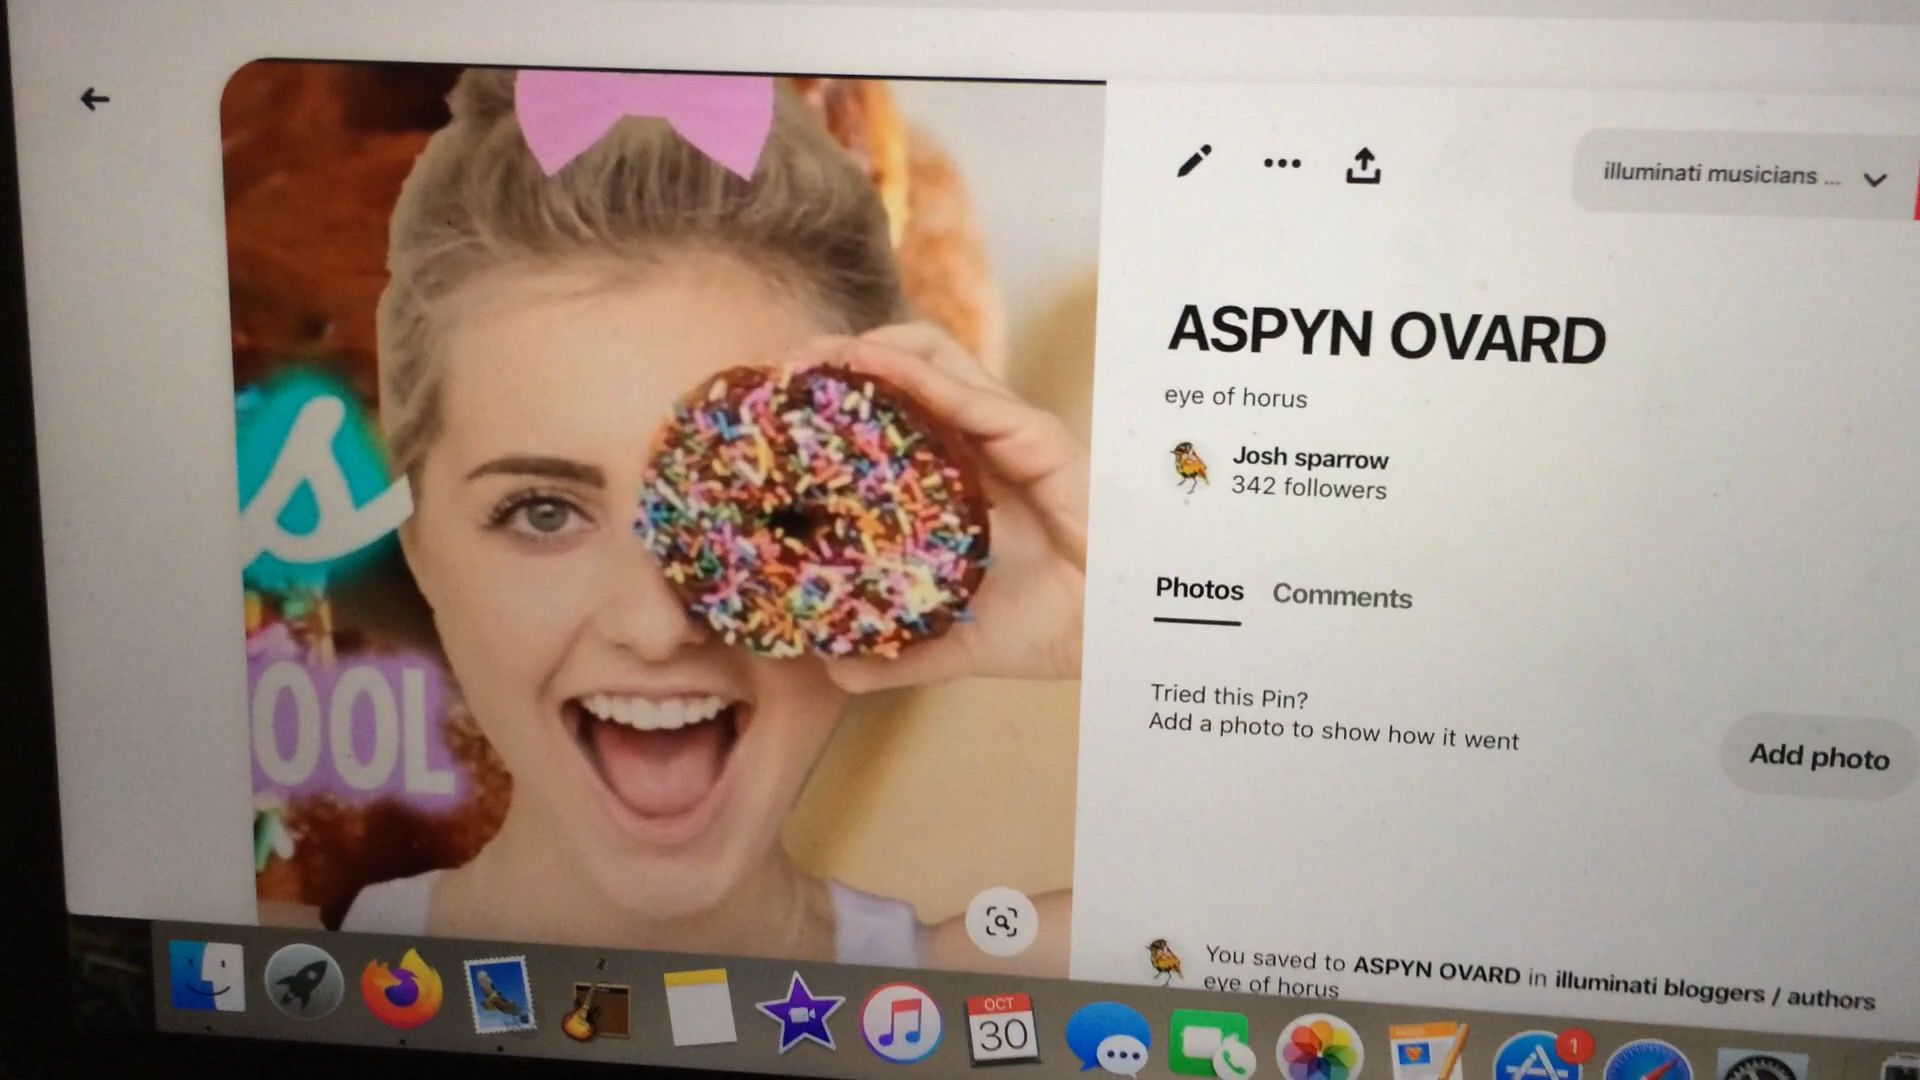 illuminati musicians ...
ASPYN OVARD
eye of horus
Josh sparrow
342 followers
Photos Comments
s
OOL
Tried this Pin?
Add a photo to show how it went
Add photo
You saved to ASPYN OVARD in illuminati bloggers / authors
eye of horus
OCT
30
1